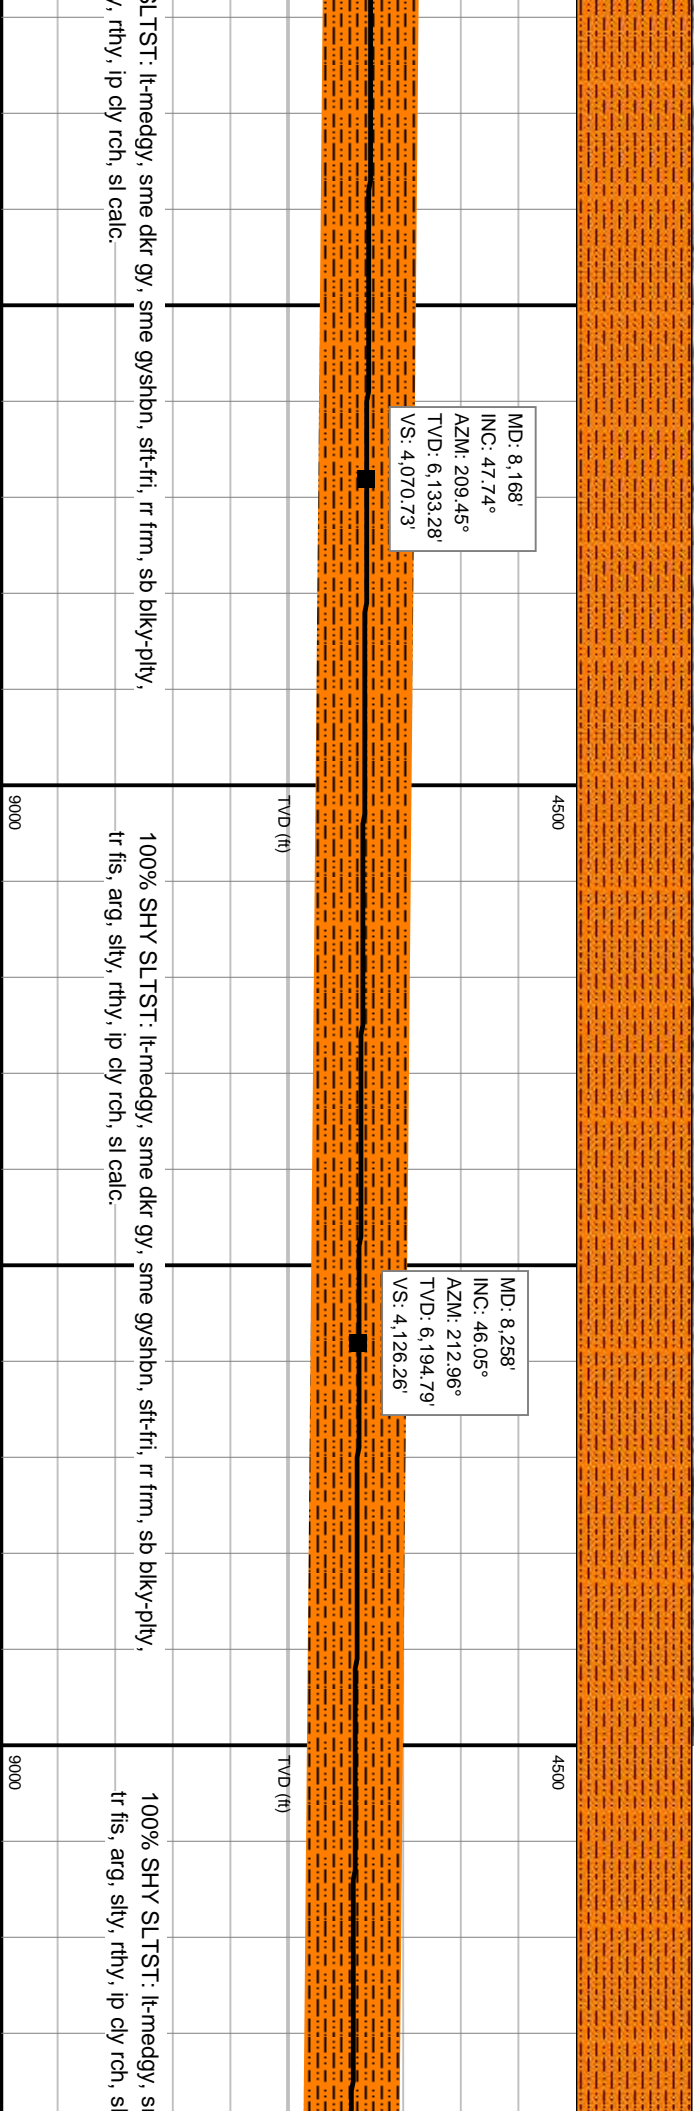 SLTST: lt-medgy, sme dkr gy, sme gyshbn, sft-fri, rr frm, sb blky-plty,
, rthy, ip cly rch, sl calc.
MD: 8,168'
INC: 47.74°
AZM: 209.45°
TVD: 6,133.28'
VS: 4,070.73'
4500
TVD (ft)
9000
100% SHY SLTST: lt-medgy, sme dkr gy, sme gyshbn, sft-fri, rr frm, sb blky-plty,
tr fis, arg, slty, rthy, ip cly rch, sl calc.
MD: 8,258'
INC: 46.05°
AZM: 212.96°
TVD: 6,194.79'
VS: 4,126.26'
4500
TVD (ft)
9000
100% SHY SLTST: lt-medgy,
tr fis, arg, slty, rthy, ip cly rch,